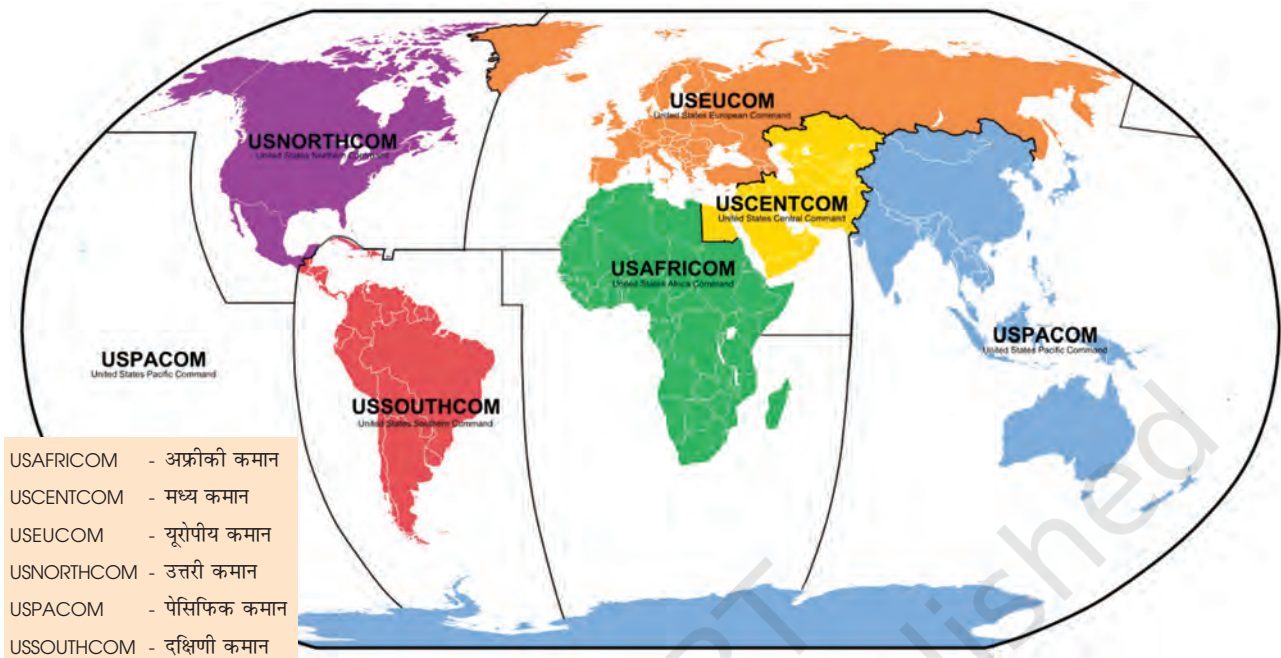 USEUCOM
United States European Command
USNORTHCOM
United States Northern Command
USCENTCOM
United States Central Command
USAFRICOM
United States Africa Command
USPACOM
United States Pacific Command
USPACOM
United States Pacific Command
USSOUTHCOM
United States Southern Command
USAFRICOM - अफ्रीकी कमान
USCENTCOM - मध्य कमान
USEUCOM - यूरोपीय कमान
USNORTHCOM - उत्तरी कमान
USPACOM - पेसिफिक कमान
USSOUTHCOM - दक्षिणी कमान